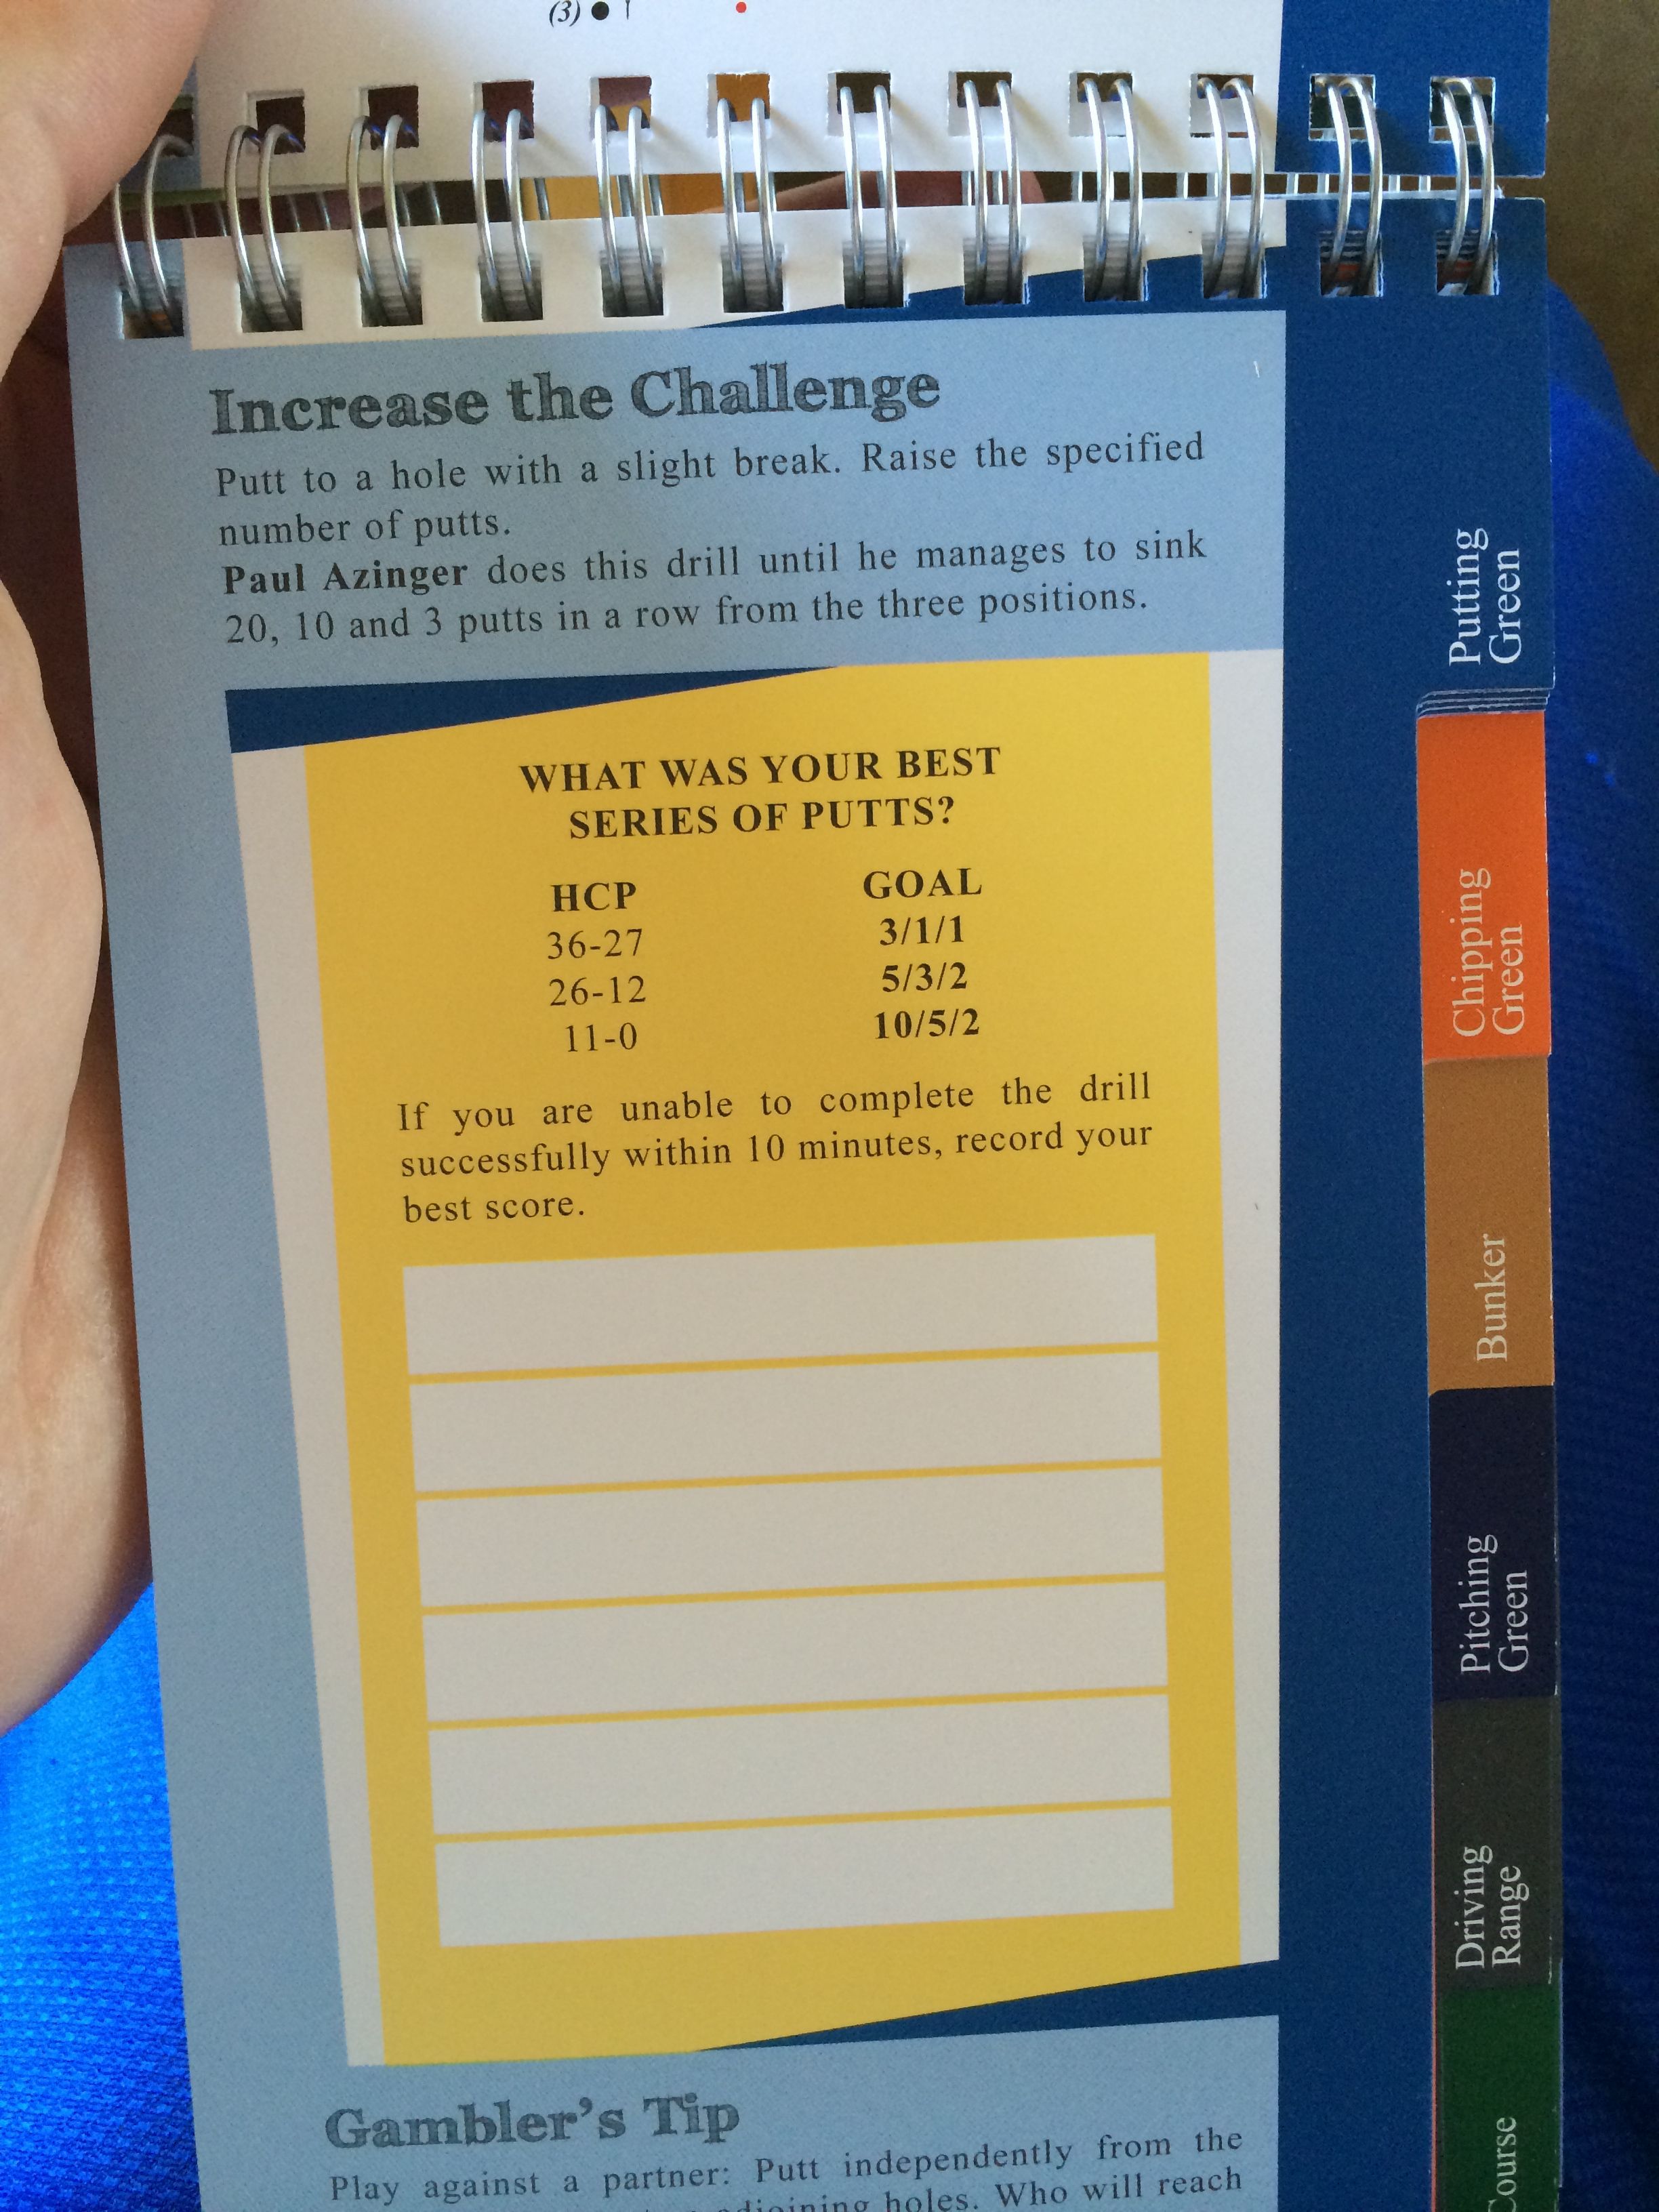 (3)
Increase the Challenge
Putt to a hole with a slight break. Raise the specified
number of putts.
Paul Azinger does this drill until he manages to sink
20, 10 and 3 putts in a row from the three positions.
WHAT WAS YOUR BEST
SERIES OF PUTTS?
HCP GOAL
36-27 3/1/1
26-12 5/3/2
11-0 10/5/2
If you are unable to complete the drill
successfully within 10 minutes, record your
best score.
Gambler's Tip
Play against a partner: Putt independently from the
holes. Who will reach
Putting
Green
Chipping
Green
Bunker
Pitching
Green
Driving
Range